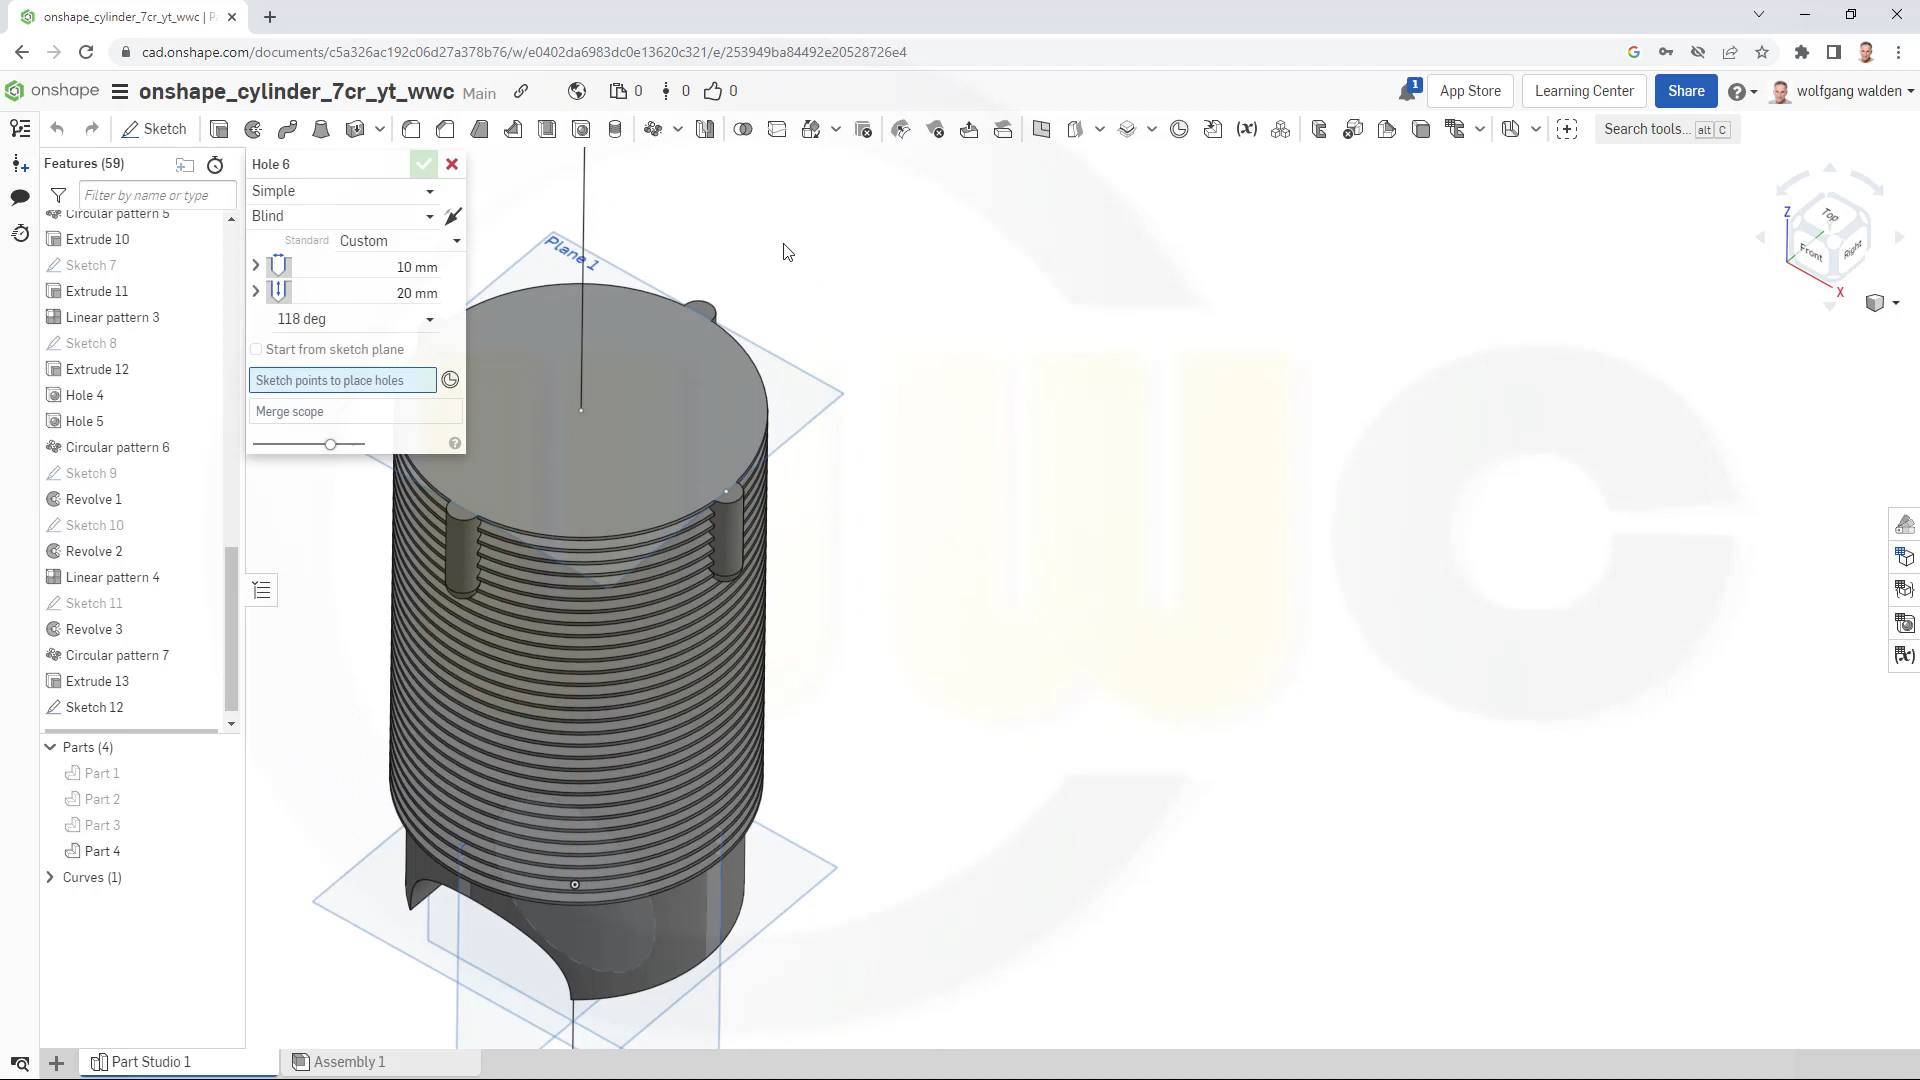 onshape_cylinder_7cr_yt_wwc | P
cad.onshape.com/documents/c5a326ac192c06d27a378b76/w/e0402da6983dc0e13620c321/e/253949ba84492e20528726e4
onshape
onshape_cylinder_7cr_yt_wwc Main
0 0 0
1
App Store
Learning Center
Share
wolfgang walden
Sketch
Search tools... alt C
Features (59)
Filter by name or type
Circular pattern 5
Extrude 10
Sketch 7
Extrude 11
Linear pattern 3
Sketch 8
Extrude 12
Hole 4
Hole 5
Circular pattern 6
Sketch 9
Revolve 1
Sketch 10
Revolve 2
Linear pattern 4
Sketch 11
Revolve 3
Circular pattern 7
Extrude 13
Sketch 12
Parts (4)
Part 1
Part 2
Part 3
Part 4
Curves (1)
Hole 6
Simple
Blind
Standard Custom
10 mm
20 mm
118 deg
Start from sketch plane
Sketch points to place holes
Merge scope
Plane 1
Z
Top
Front
Right
X
Part Studio 1
Assembly 1